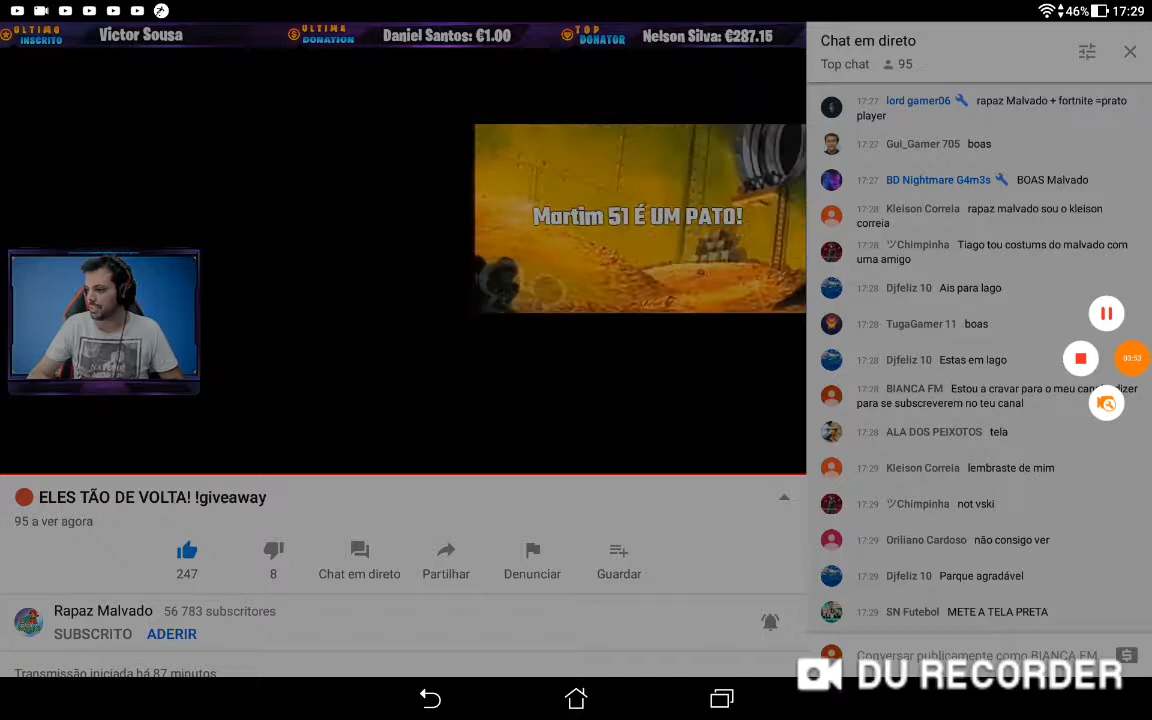 46% 17:29
ÚLTIMO INSCRITO Victor Sousa ÚLTIMA DONATION Daniel Santos: €1.00 TOP DONATOR Nelson Silva: €287.15
Chat em direto
Top chat 95
Martim 51 É UM PATO!
17:27 lord gamer06 rapaz Malvado + fortnite =prato
player
17:27 Gui_Gamer 705 boas
17:27 BD Nightmare G4m3s BOAS Malvado
17:28 Kleison Correia rapaz malvado sou o kleison
correia
17:28 ツChimpinha Tiago tou costums do malvado com
uma amigo
17:28 Djfeliz 10 Ais para lago
17:28 TugaGamer 11 boas
17:28 Djfeliz 10 Estas em lago
17:28 BIANCA FM Estou a cravar para o meu dizer
para se subscreverem no teu canal
17:28 ALA DOS PEIXOTOS tela
17:29 Kleison Correia lembraste de mim
17:29 ツChimpinha not vski
17:29 Oriliano Cardoso não consigo ver
17:29 Djfeliz 10 Parque agradável
17:29 SN Futebol METE A TELA PRETA
Conversar publicamente como BIANCA FM
03:53
ELES TÃO DE VOLTA! !giveaway
95 a ver agora
247 8 Chat em direto Partilhar Denunciar Guardar
Rapaz Malvado 56 783 subscritores
SUBSCRITO ADERIR
Transmissão iniciada há 87 minutos
DU RECORDER